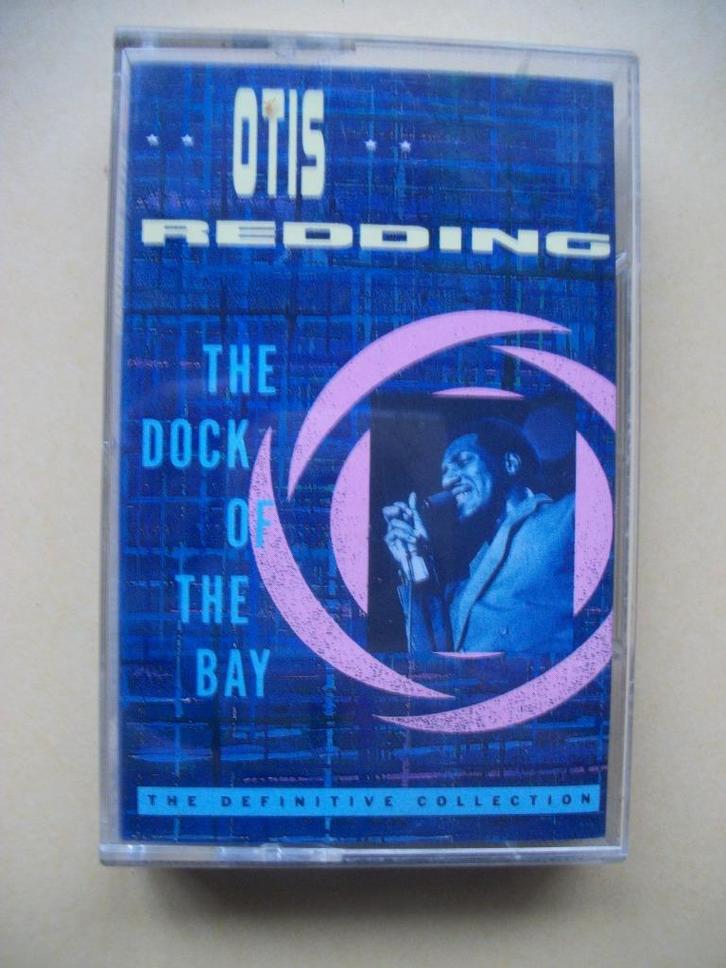 OTIS
REDDING
THE
DOCK
OF
THE
BAY
THE DEFINITIVE COLLECTION